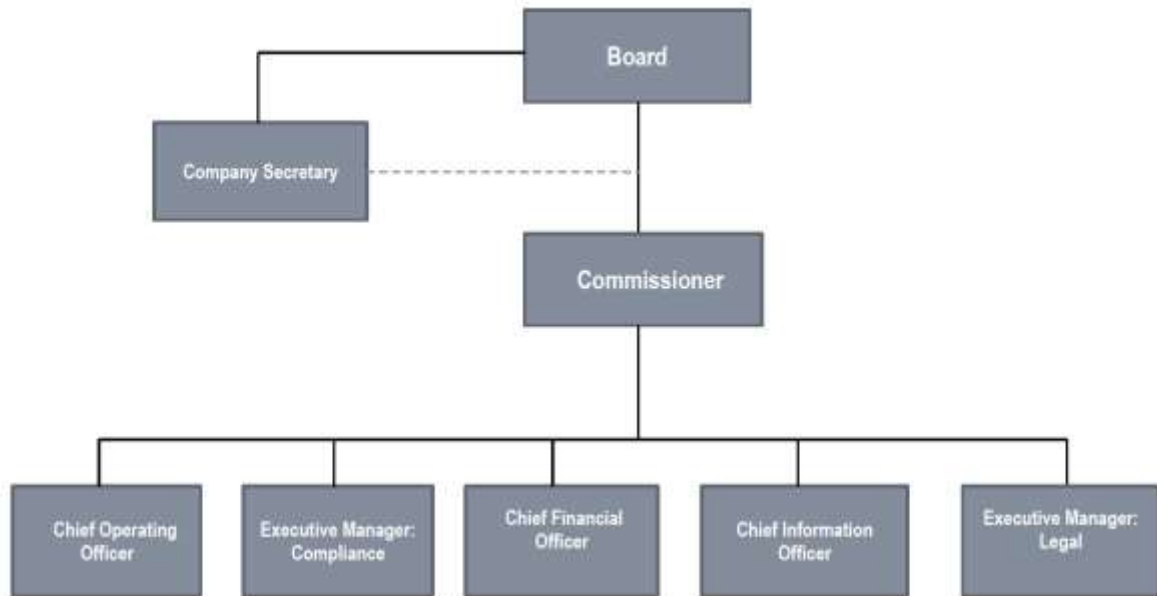 Board
Company Secretary
Commissioner
Chief Operating
Officer
Executive Manager:
Compliance
Chief Financial
Officer
Chief Information
Officer
Executive Manager:
Legal